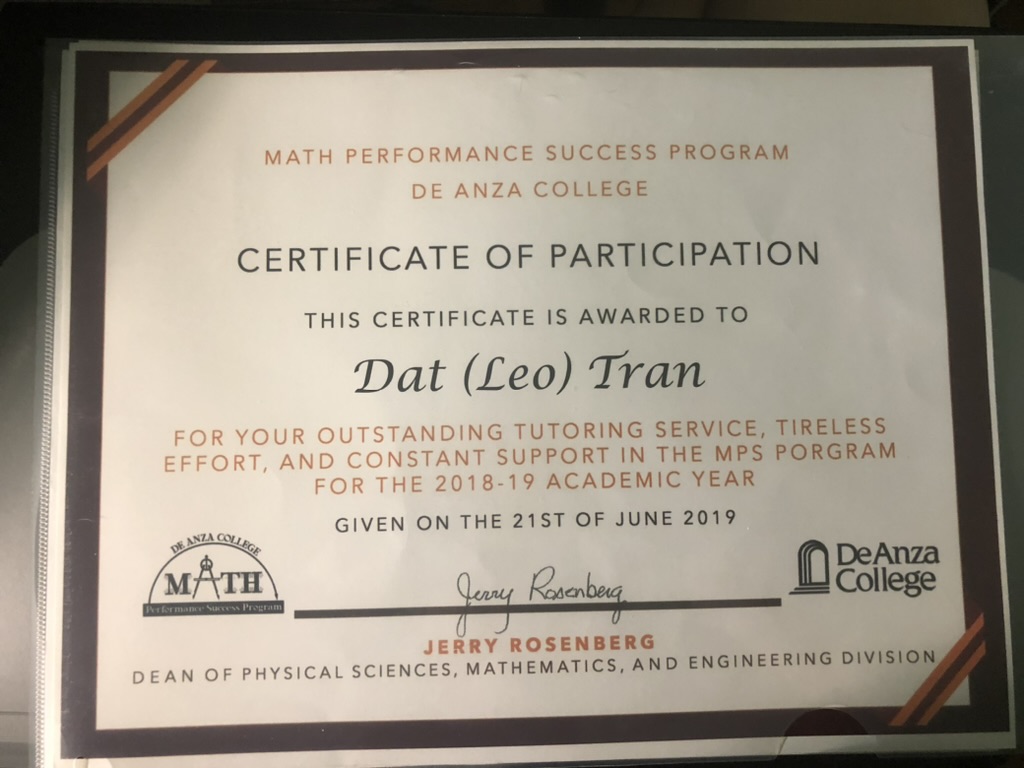 MATH PERFORMANCE SUCCESS PROGRAM
DE ANZA COLLEGE
CERTIFICATE OF PARTICIPATION
THIS CERTIFICATE IS AWARDED TO
Dat (Leo) Tran
FOR YOUR OUTSTANDING TUTORING SERVICE, TIRELESS
EFFORT, AND CONSTANT SUPPORT IN THE MPS PORGRAM
FOR THE 2018-19 ACADEMIC YEAR
GIVEN ON THE 21ST OF JUNE 2019
DE ANZA COLLEGE
MATH
Performance Success Program
Jerry Rosenberg
DeAnza
College
JERRY ROSENBERG
DEAN OF PHYSICAL SCIENCES, MATHEMATICS, AND ENGINEERING DIVISION